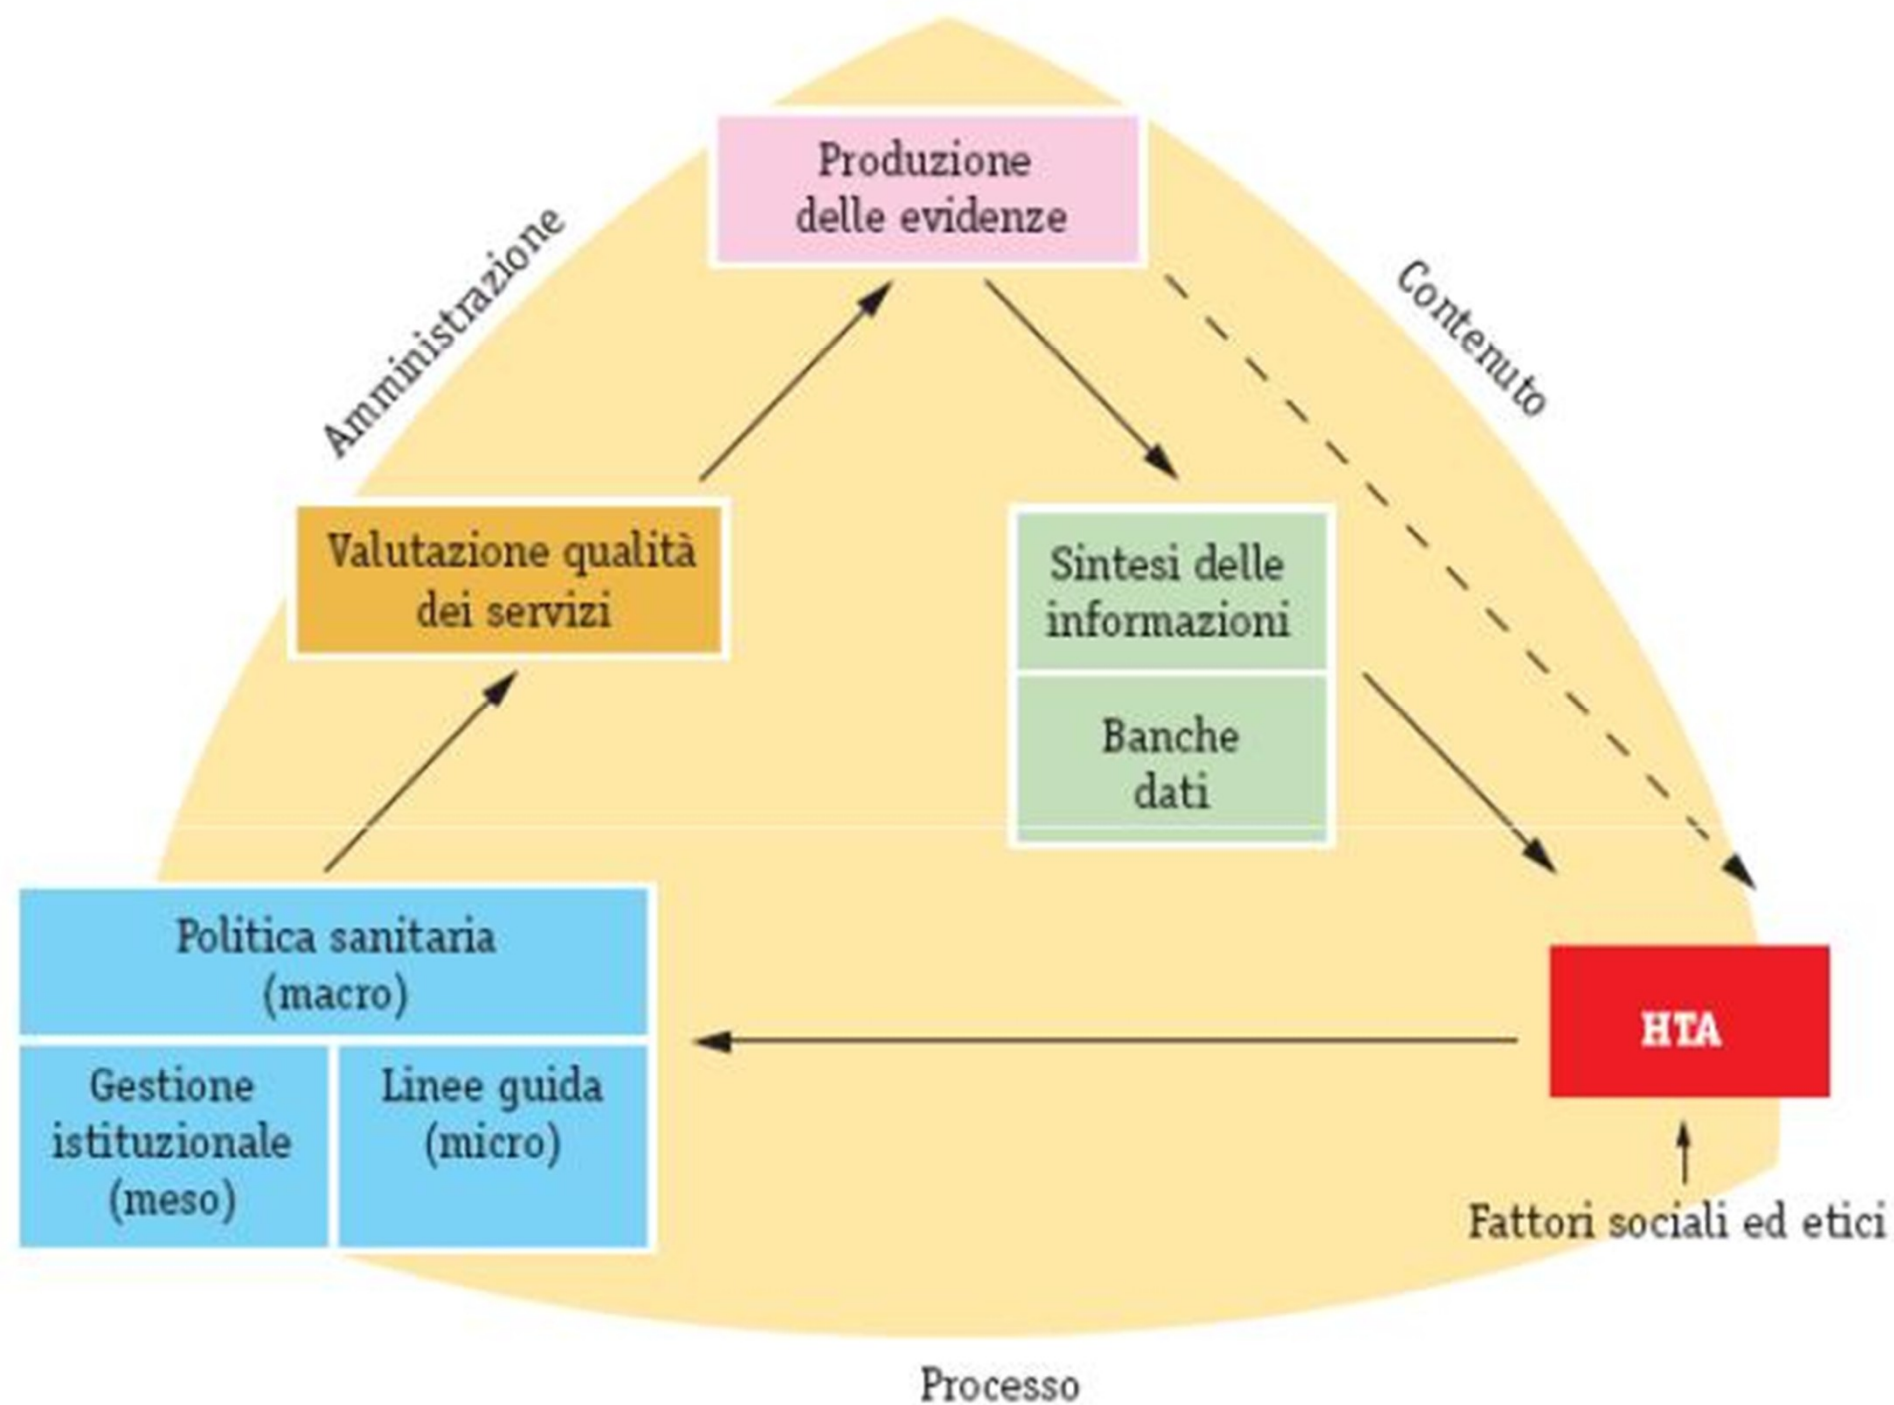 Produzione
delle evidenze
Amministrazione
Contenuto
Valutazione qualità
dei servizi
Sintesi delle
informazioni
Banche
dati
Politica sanitaria
(macro)
Gestione
istituzionale
(meso)
Linee guida
(micro)
HTA
Fattori sociali ed etici
Processo